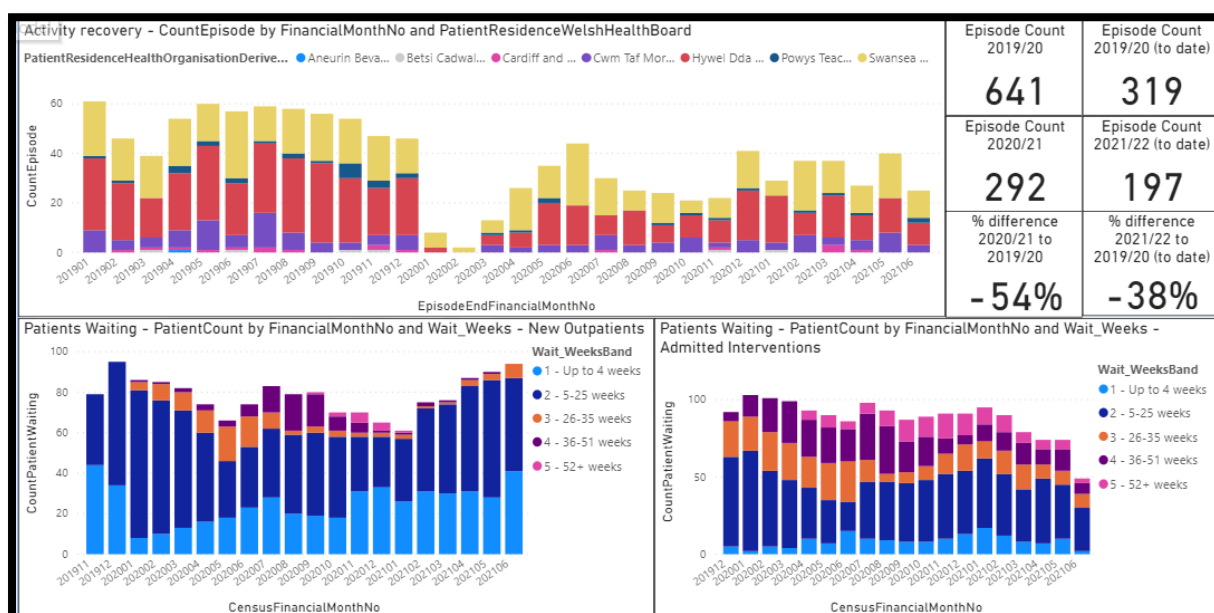 Activity recovery - CountEpisode by FinancialMonthNo and PatientResidenceWelshHealthBoard
PatientResidenceHealthOrganisationDerive... Aneurin Beva... Betsi Cadwal... Cardiff and ... Cwm Taf Mor... Hywel Dda ... Powys Teac... Swansea ...
CountEpisode
60
40
20
0
201901 201902 201903 201904 201905 201906 201907 201908 201909 201910 201911 201912 202001 202002 202003 202004 202005 202006 202007 202008 202009 202010 202011 202012 202101 202102 202103 202104 202105 202106
EpisodeEndFinancialMonthNo
Episode Count
2019/20
641
Episode Count
2019/20 (to date)
319
Episode Count
2020/21
292
Episode Count
2021/22 (to date)
197
% difference
2020/21 to
2019/20
-54%
% difference
2021/22 to
2019/20 (to date)
-38%
Patients Waiting - PatientCount by FinancialMonthNo and Wait_Weeks - New Outpatients
CountPatientWaiting
100
80
60
40
20
0
201911 201912 202001 202002 202003 202004 202005 202006 202007 202008 202009 202010 202011 202012 202101 202102 202103 202104 202105 202106
CensusFinancialMonthNo
Wait_WeeksBand
1 - Up to 4 weeks
2 - 5-25 weeks
3 - 26-35 weeks
4 - 36-51 weeks
5 - 52+ weeks
Patients Waiting - PatientCount by FinancialMonthNo and Wait_Weeks -
Admitted Interventions
CountPatientWaiting
100
50
0
201912 202001 202002 202003 202004 202005 202006 202007 202008 202009 202010 202011 202012 202101 202102 202103 202104 202105 202106
CensusFinancialMonthNo
Wait_WeeksBand
1 - Up to 4 weeks
2 - 5-25 weeks
3 - 26-35 weeks
4 - 36-51 weeks
5 - 52+ weeks